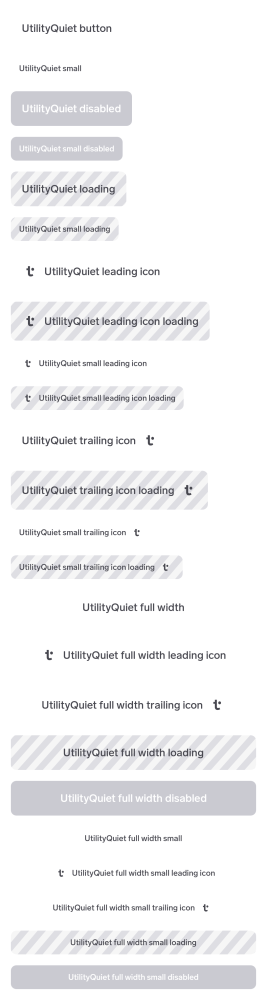 UtilityQuiet button
UtilityQuiet small
UtilityQuiet disabled
UtilityQuiet small disabled
UtilityQuiet loading
UtilityQuiet small loading
UtilityQuiet leading icon
UtilityQuiet leading icon loading
UtilityQuiet small leading icon
UtilityQuiet small leading icon loading
UtilityQuiet trailing icon
UtilityQuiet trailing icon loading
UtilityQuiet small trailing icon
UtilityQuiet small trailing icon loading
UtilityQuiet full width
UtilityQuiet full width leading icon
UtilityQuiet full width trailing icon
UtilityQuiet full width loading
UtilityQuiet full width disabled
UtilityQuiet full width small
UtilityQuiet full width small leading icon
UtilityQuiet full width small trailing icon
UtilityQuiet full width small loading
UtilityQuiet full width small disabled